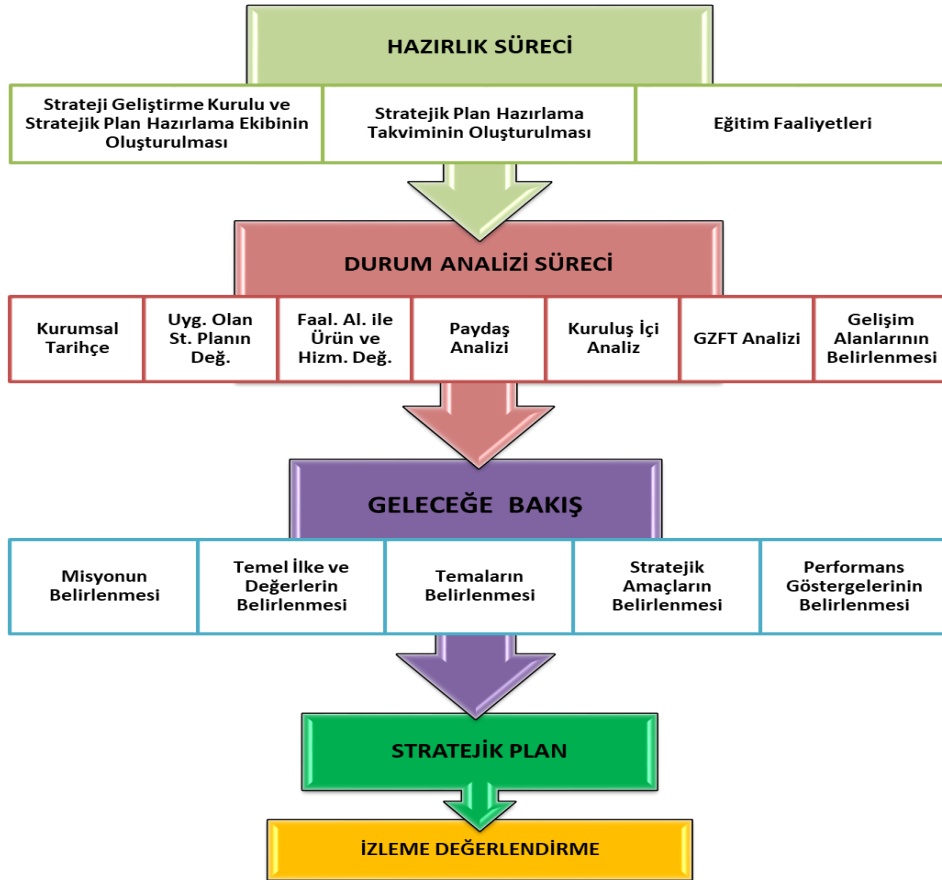 HAZIRLIK SÜRECİ
Strateji Geliştirme Kurulu ve
Stratejik Plan Hazırlama Ekibinin
Oluşturulması
Stratejik Plan Hazırlama
Takviminin Oluşturulması
Eğitim Faaliyetleri
DURUM ANALİZİ SÜRECİ
Kurumsal
Tarihçe
Uyg. Olan
St. Planın
Değ.
Faal. Al. ile
Ürün ve
Hizm. Değ.
Paydaş
Analizi
Kuruluş İçi
Analiz
GZFT Analizi
Gelişim
Alanlarının
Belirlenmesi
GELECEĞE BAKIŞ
Misyonun
Belirlenmesi
Temel İlke ve
Değerlerin
Belirlenmesi
Temaların
Belirlenmesi
Stratejik
Amaçların
Belirlenmesi
Performans
Göstergelerinin
Belirlenmesi
STRATEJİK PLAN
İZLEME DEĞERLENDİRME